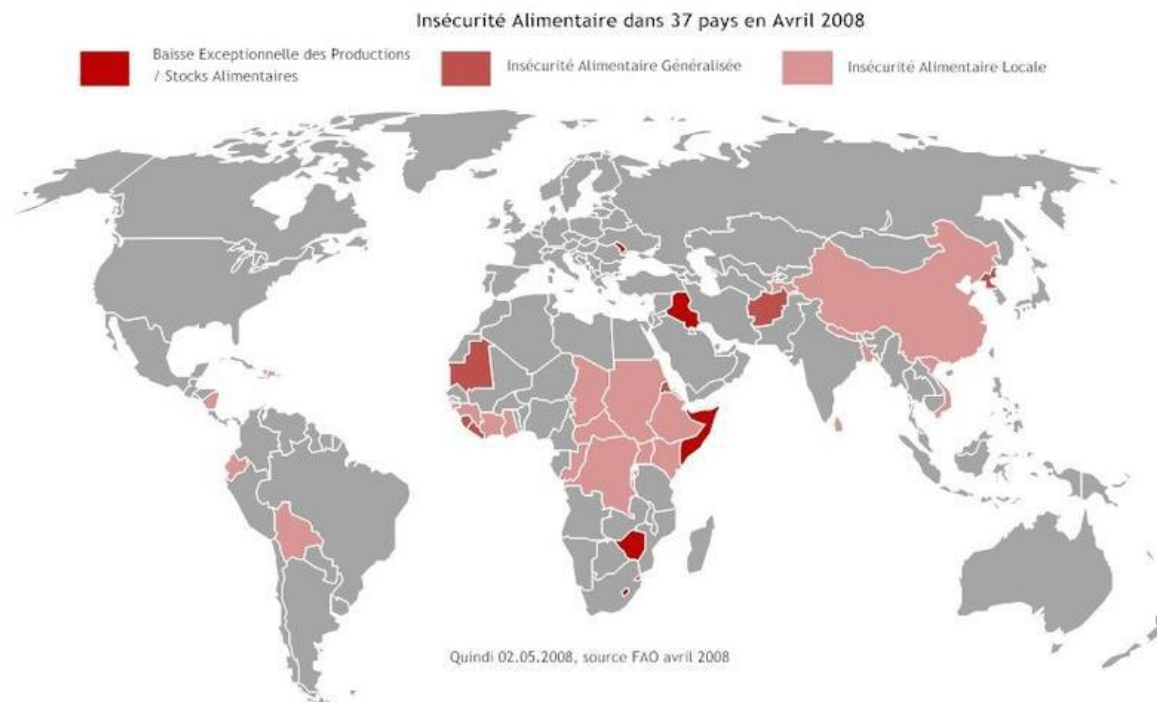 Insécurité Alimentaire dans 37 pays en Avril 2008
Baisse Exceptionnelle des Productions
/ Stocks Alimentaires
Insécurité Alimentaire Généralisée
Insécurité Alimentaire Locale
Quindi 02.05.2008, source FAO avril 2008